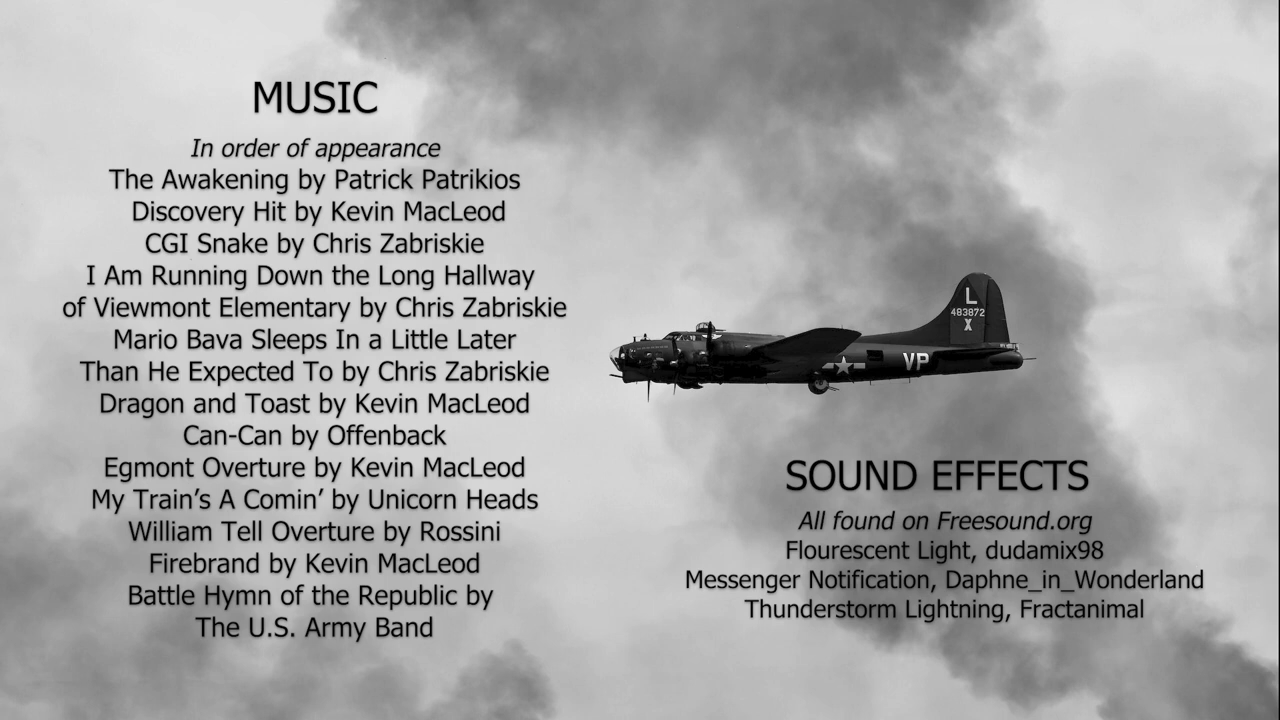 MUSIC
In order of appearance
The Awakening by Patrick Patrikios
Discovery Hit by Kevin MacLeod
CGI Snake by Chris Zabriskie
I Am Running Down the Long Hallway
of Viewmont Elementary by Chris Zabriskie
Mario Bava Sleeps In a Little Later
Than He Expected To by Chris Zabriskie
Dragon and Toast by Kevin MacLeod
Can-Can by Offenback
Egmont Overture by Kevin MacLeod
My Train’s A Comin’ by Unicorn Heads
William Tell Overture by Rossini
Firebrand by Kevin MacLeod
Battle Hymn of the Republic by
The U.S. Army Band
L
483872
X
VP
SOUND EFFECTS
All found on Freesound.org
Flourescent Light, dudamix98
Messenger Notification, Daphne_in_Wonderland
Thunderstorm Lightning, Fractanimal